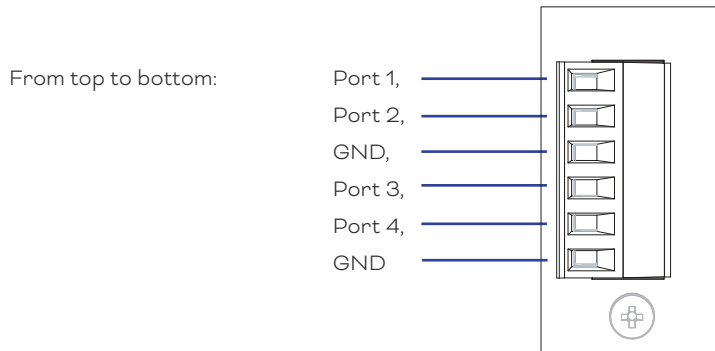 From top to bottom:
Port 1,
Port 2,
GND,
Port 3,
Port 4,
GND